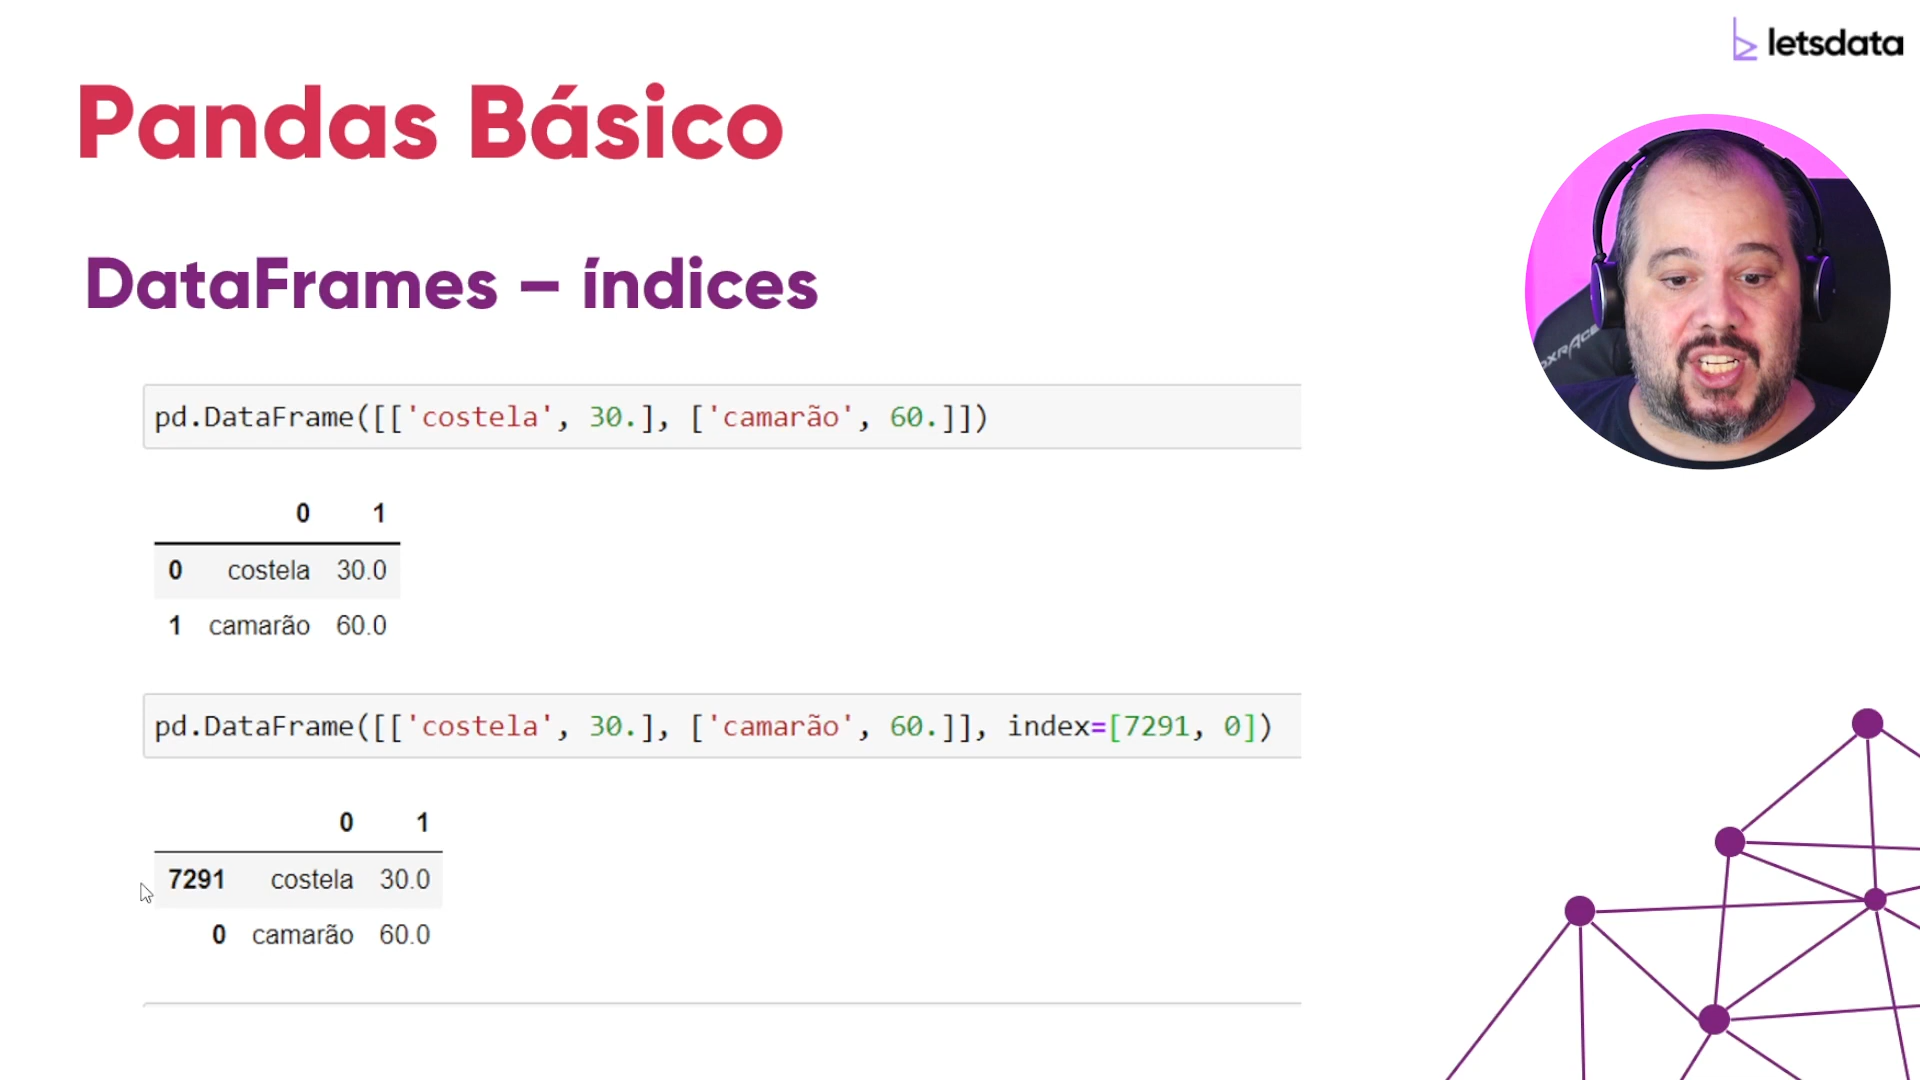 letsdata
Pandas Básico
DataFrames – índices
pd.DataFrame([['costela', 30.], ['camarão', 60.]])
0 1
0 costela 30.0
1 camarão 60.0
pd.DataFrame([['costela', 30.], ['camarão', 60.]], index=[7291, 0])
0 1
7291 costela 30.0
0 camarão 60.0